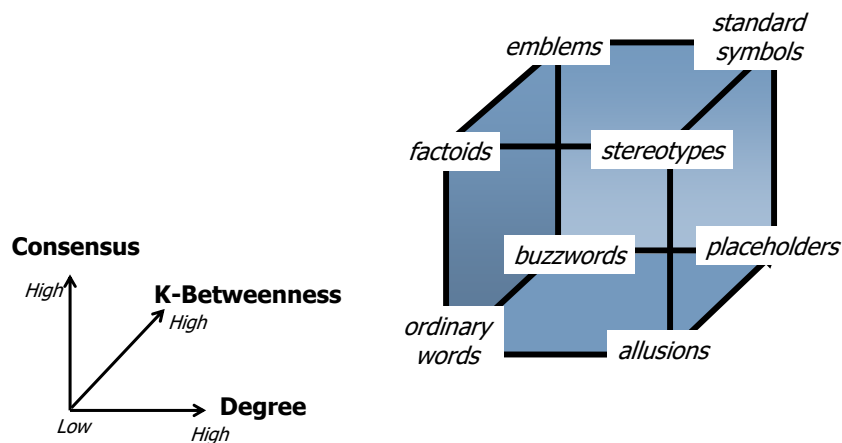 emblems
standard
symbols
factoids
stereotypes
Consensus
High
K-Betweenness
High
buzzwords
placeholders
ordinary
words
allusions
Low
Degree
High